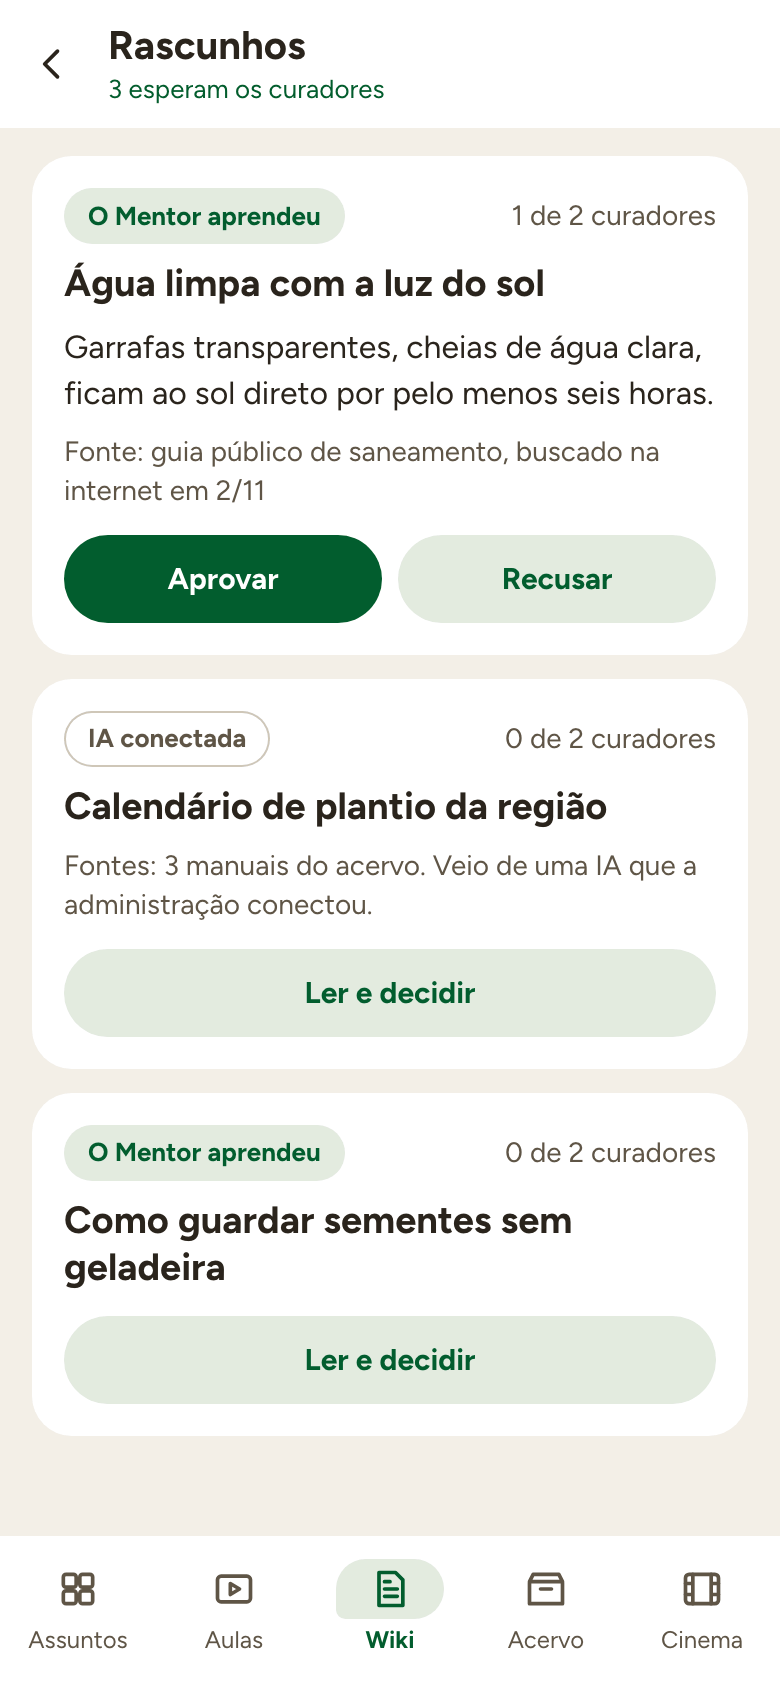 Rascunhos
3 esperam os curadores
O Mentor aprendeu
1 de 2 curadores
Água limpa com a luz do sol
Garrafas transparentes, cheias de água clara,
ficam ao sol direto por pelo menos seis horas.
Fonte: guia público de saneamento, buscado na
internet em 2/11
Aprovar
Recusar
IA conectada
0 de 2 curadores
Calendário de plantio da região
Fontes: 3 manuais do acervo. Veio de uma IA que a
administração conectou.
Ler e decidir
O Mentor aprendeu
0 de 2 curadores
Como guardar sementes sem
geladeira
Ler e decidir
Assuntos
Aulas
Wiki
Acervo
Cinema